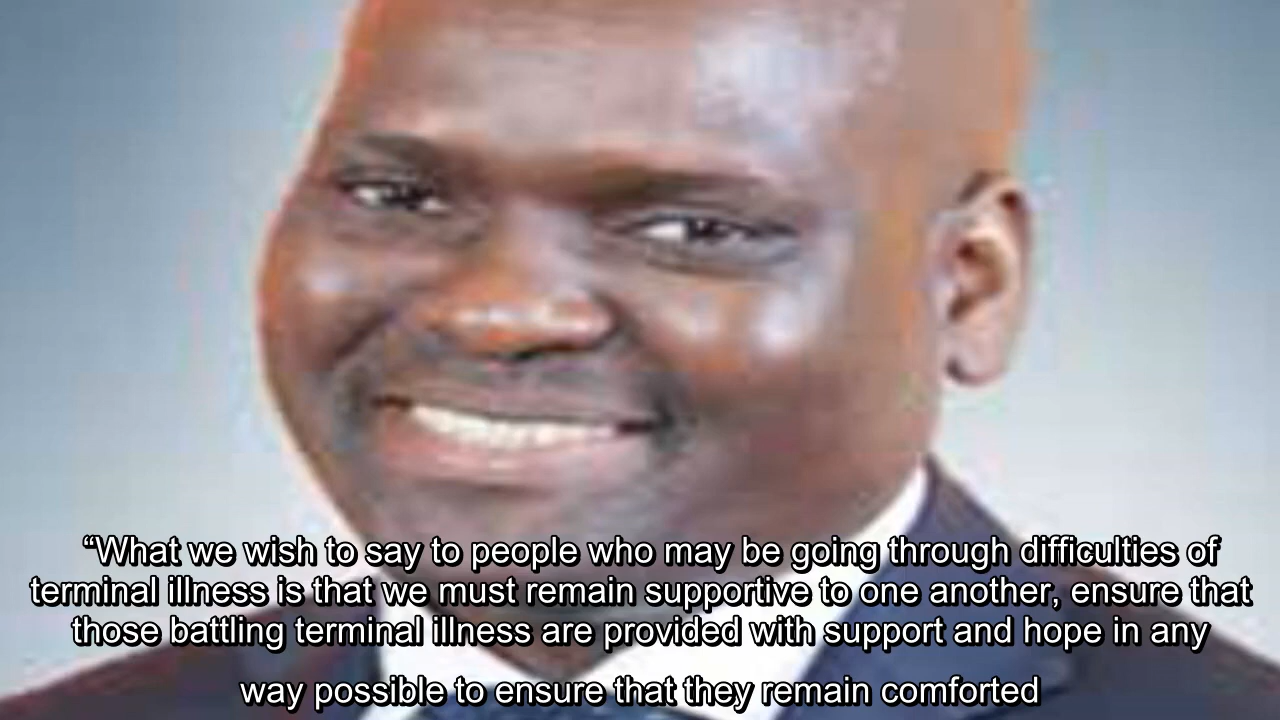 “What we wish to say to people who may be going through difficulties of
terminal illness is that we must remain supportive to one another, ensure that
those battling terminal illness are provided with support and hope in any
way possible to ensure that they remain comforted